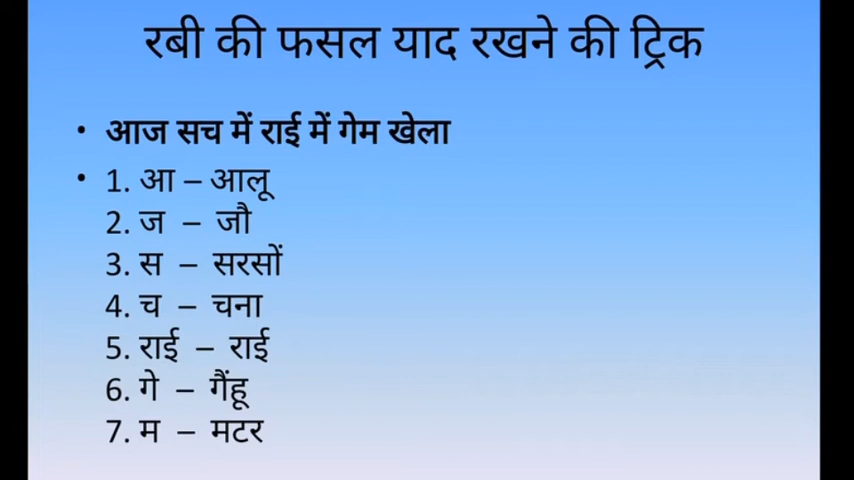 रबी की फसल याद रखने की ट्रिक
• आज सच में राई में गेम खेला
• 1. आ – आलू
2. ज – जौ
3. स – सरसों
4. च – चना
5. राई – राई
6. गे – गैंहू
7. म – मटर